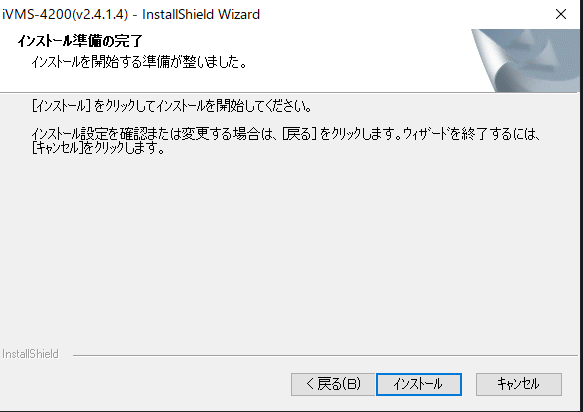 iVMS-4200(v2.4.1.4) - InstallShield Wizard
インストール準備の完了
インストールを開始する準備が整いました。
[インストール] をクリックしてインストールを開始してください。
インストール設定を確認または変更する場合は、[戻る] をクリックします。ウィザードを終了するには、
[キャンセル]をクリックします。
InstallShield
< 戻る(B)
インストール
キャンセル